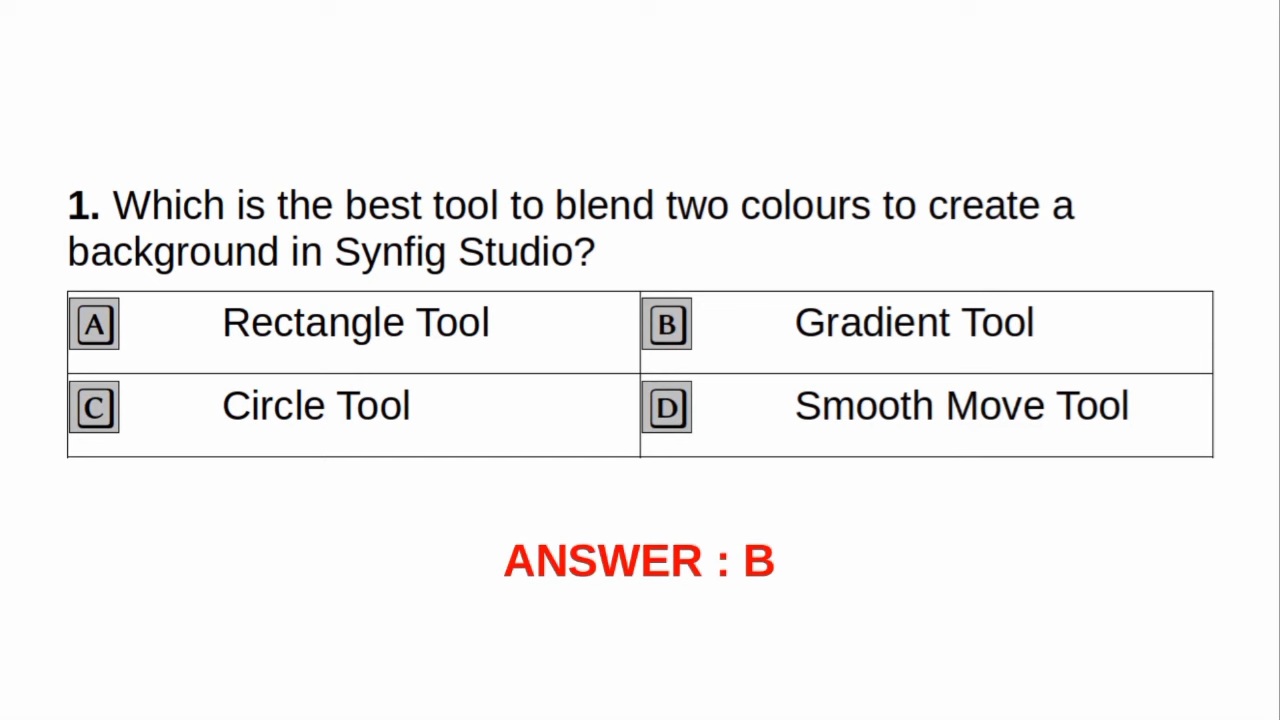 1. Which is the best tool to blend two colours to create a
background in Synfig Studio?
A Rectangle Tool
B Gradient Tool
C Circle Tool
D Smooth Move Tool
ANSWER : B